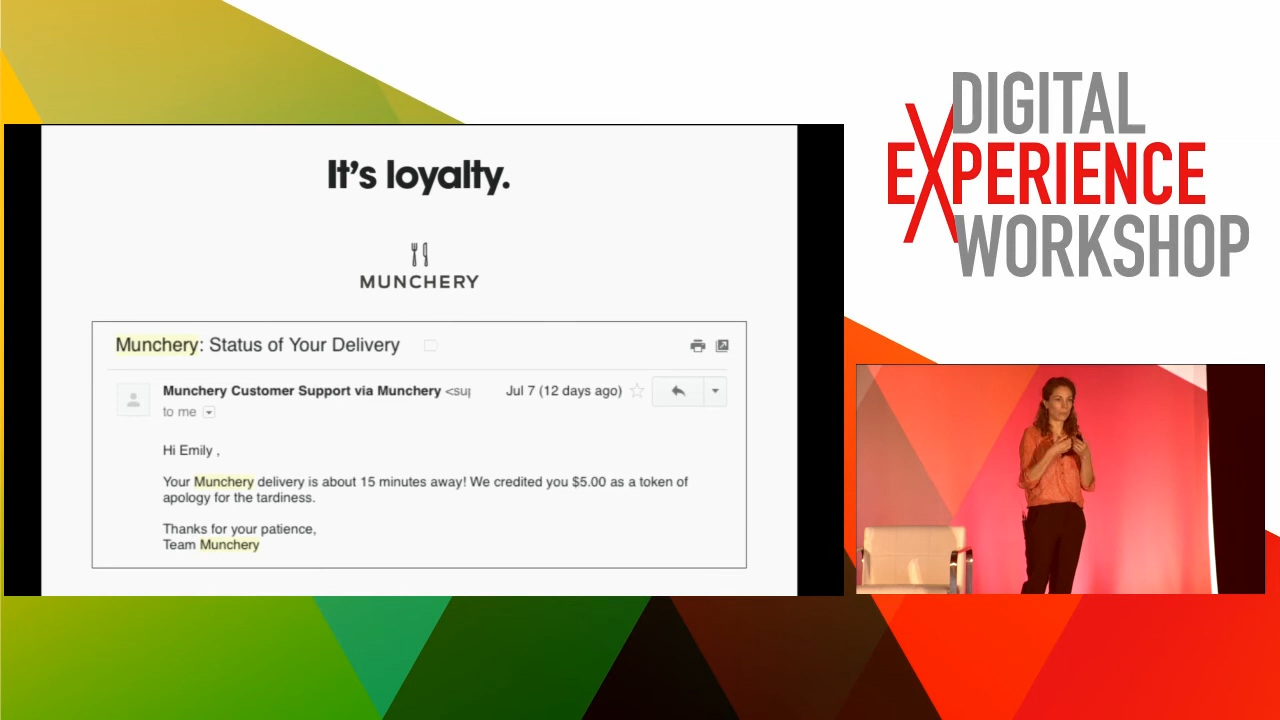 DIGITAL
EXPERIENCE
WORKSHOP
It's loyalty.
MUNCHERY
Munchery: Status of Your Delivery
Munchery Customer Support via Munchery <sup
Jul 7 (12 days ago)
to me
Hi Emily ,
Your Munchery delivery is about 15 minutes away! We credited you $5.00 as a token of
apology for the tardiness.
Thanks for your patience,
Team Munchery